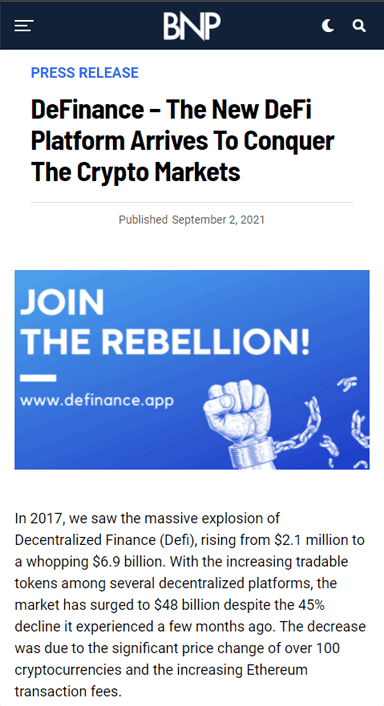 BNP
PRESS RELEASE
DeFinance – The New DeFi
Platform Arrives To Conquer
The Crypto Markets
Published September 2, 2021
JOIN
THE REBELLION!
www.definance.app
In 2017, we saw the massive explosion of
Decentralized Finance (Defi), rising from $2.1 million to
a whopping $6.9 billion. With the increasing tradable
tokens among several decentralized platforms, the
market has surged to $48 billion despite the 45%
decline it experienced a few months ago. The decrease
was due to the significant price change of over 100
cryptocurrencies and the increasing Ethereum
transaction fees.